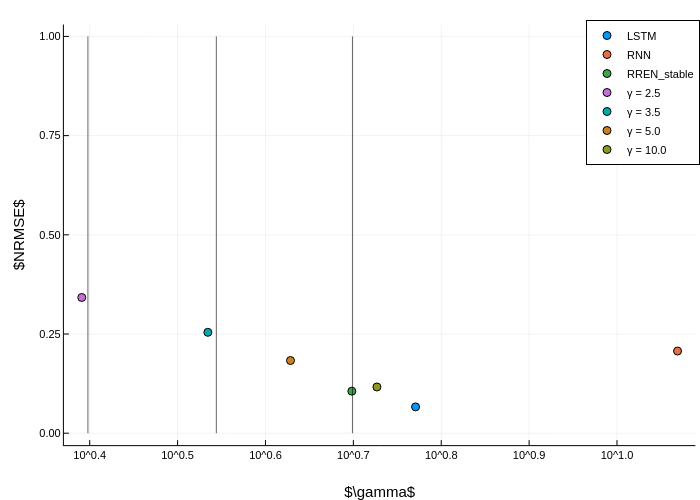 1.00
0.75
0.50
0.25
0.00
$NRMSE$
10^0.4
10^0.5
10^0.6
10^0.7
10^0.8
10^0.9
10^1.0
$\gamma$
LSTM
RNN
RREN_stable
γ = 2.5
γ = 3.5
γ = 5.0
γ = 10.0